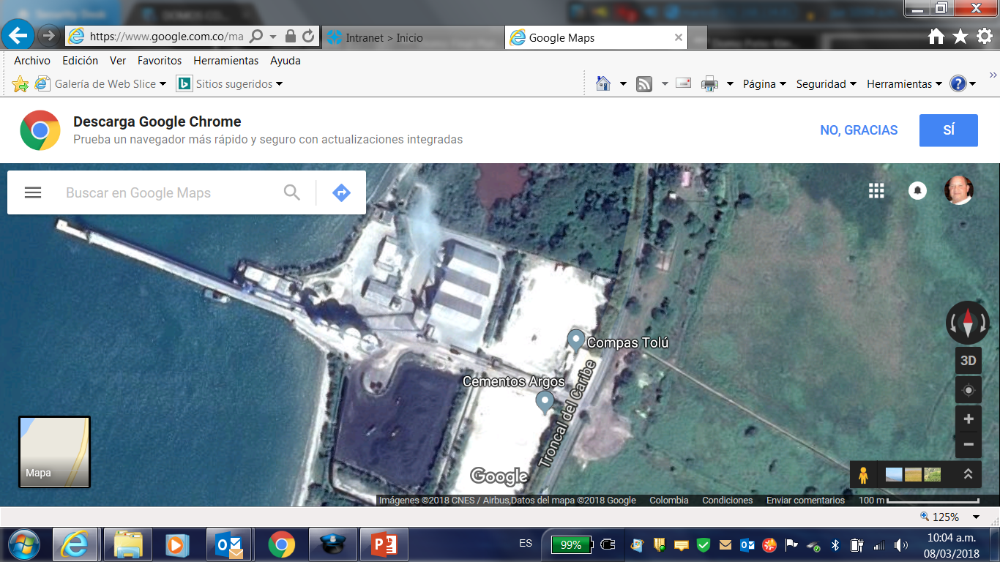 https://www.google.com.co/ma
Intranet > Inicio
Google Maps
Archivo Edición Ver Favoritos Herramientas Ayuda
Galería de Web Slice
Sitios sugeridos
Página
Seguridad
Herramientas
Descarga Google Chrome
Prueba un navegador más rápido y seguro con actualizaciones integradas
NO, GRACIAS
SÍ
Buscar en Google Maps
Compas Tolú
Cementos Argos
Troncal del Caribe
3D
Mapa
Google
Imágenes ©2018 CNES / Airbus,Datos del mapa ©2018 Google Colombia Condiciones Enviar comentarios 100 m
125%
ES
99%
10:04 a.m.
08/03/2018